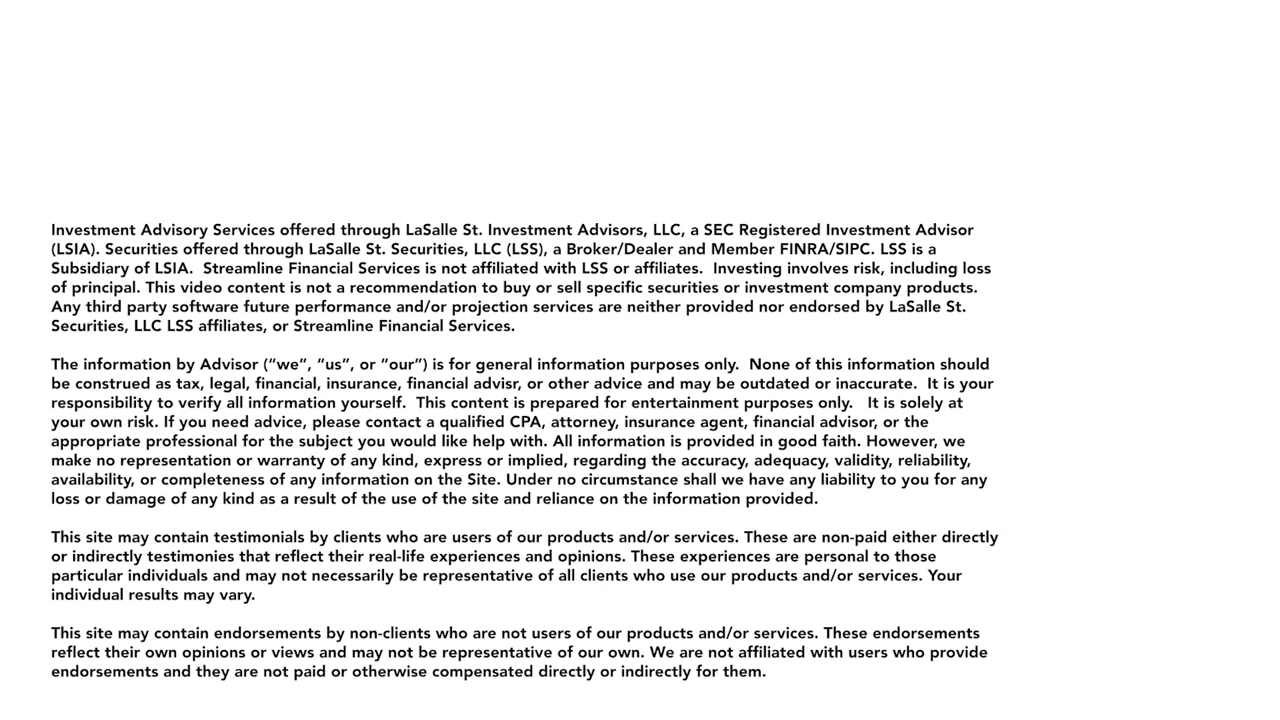 Investment Advisory Services offered through LaSalle St. Investment Advisors, LLC, a SEC Registered Investment Advisor
(LSIA). Securities offered through LaSalle St. Securities, LLC (LSS), a Broker/Dealer and Member FINRA/SIPC. LSS is a
Subsidiary of LSIA.  Streamline Financial Services is not affiliated with LSS or affiliates.  Investing involves risk, including loss
of principal. This video content is not a recommendation to buy or sell specific securities or investment company products.
Any third party software future performance and/or projection services are neither provided nor endorsed by LaSalle St.
Securities, LLC LSS affiliates, or Streamline Financial Services.

The information by Advisor (“we”, “us”, or “our”) is for general information purposes only.  None of this information should
be construed as tax, legal, financial, insurance, financial advisr, or other advice and may be outdated or inaccurate.  It is your
responsibility to verify all information yourself.  This content is prepared for entertainment purposes only.   It is solely at
your own risk. If you need advice, please contact a qualified CPA, attorney, insurance agent, financial advisor, or the
appropriate professional for the subject you would like help with. All information is provided in good faith. However, we
make no representation or warranty of any kind, express or implied, regarding the accuracy, adequacy, validity, reliability,
availability, or completeness of any information on the Site. Under no circumstance shall we have any liability to you for any
loss or damage of any kind as a result of the use of the site and reliance on the information provided.

This site may contain testimonials by clients who are users of our products and/or services. These are non-paid either directly
or indirectly testimonies that reflect their real-life experiences and opinions. These experiences are personal to those
particular individuals and may not necessarily be representative of all clients who use our products and/or services. Your
individual results may vary.

This site may contain endorsements by non-clients who are not users of our products and/or services. These endorsements
reflect their own opinions or views and may not be representative of our own. We are not affiliated with users who provide
endorsements and they are not paid or otherwise compensated directly or indirectly for them.